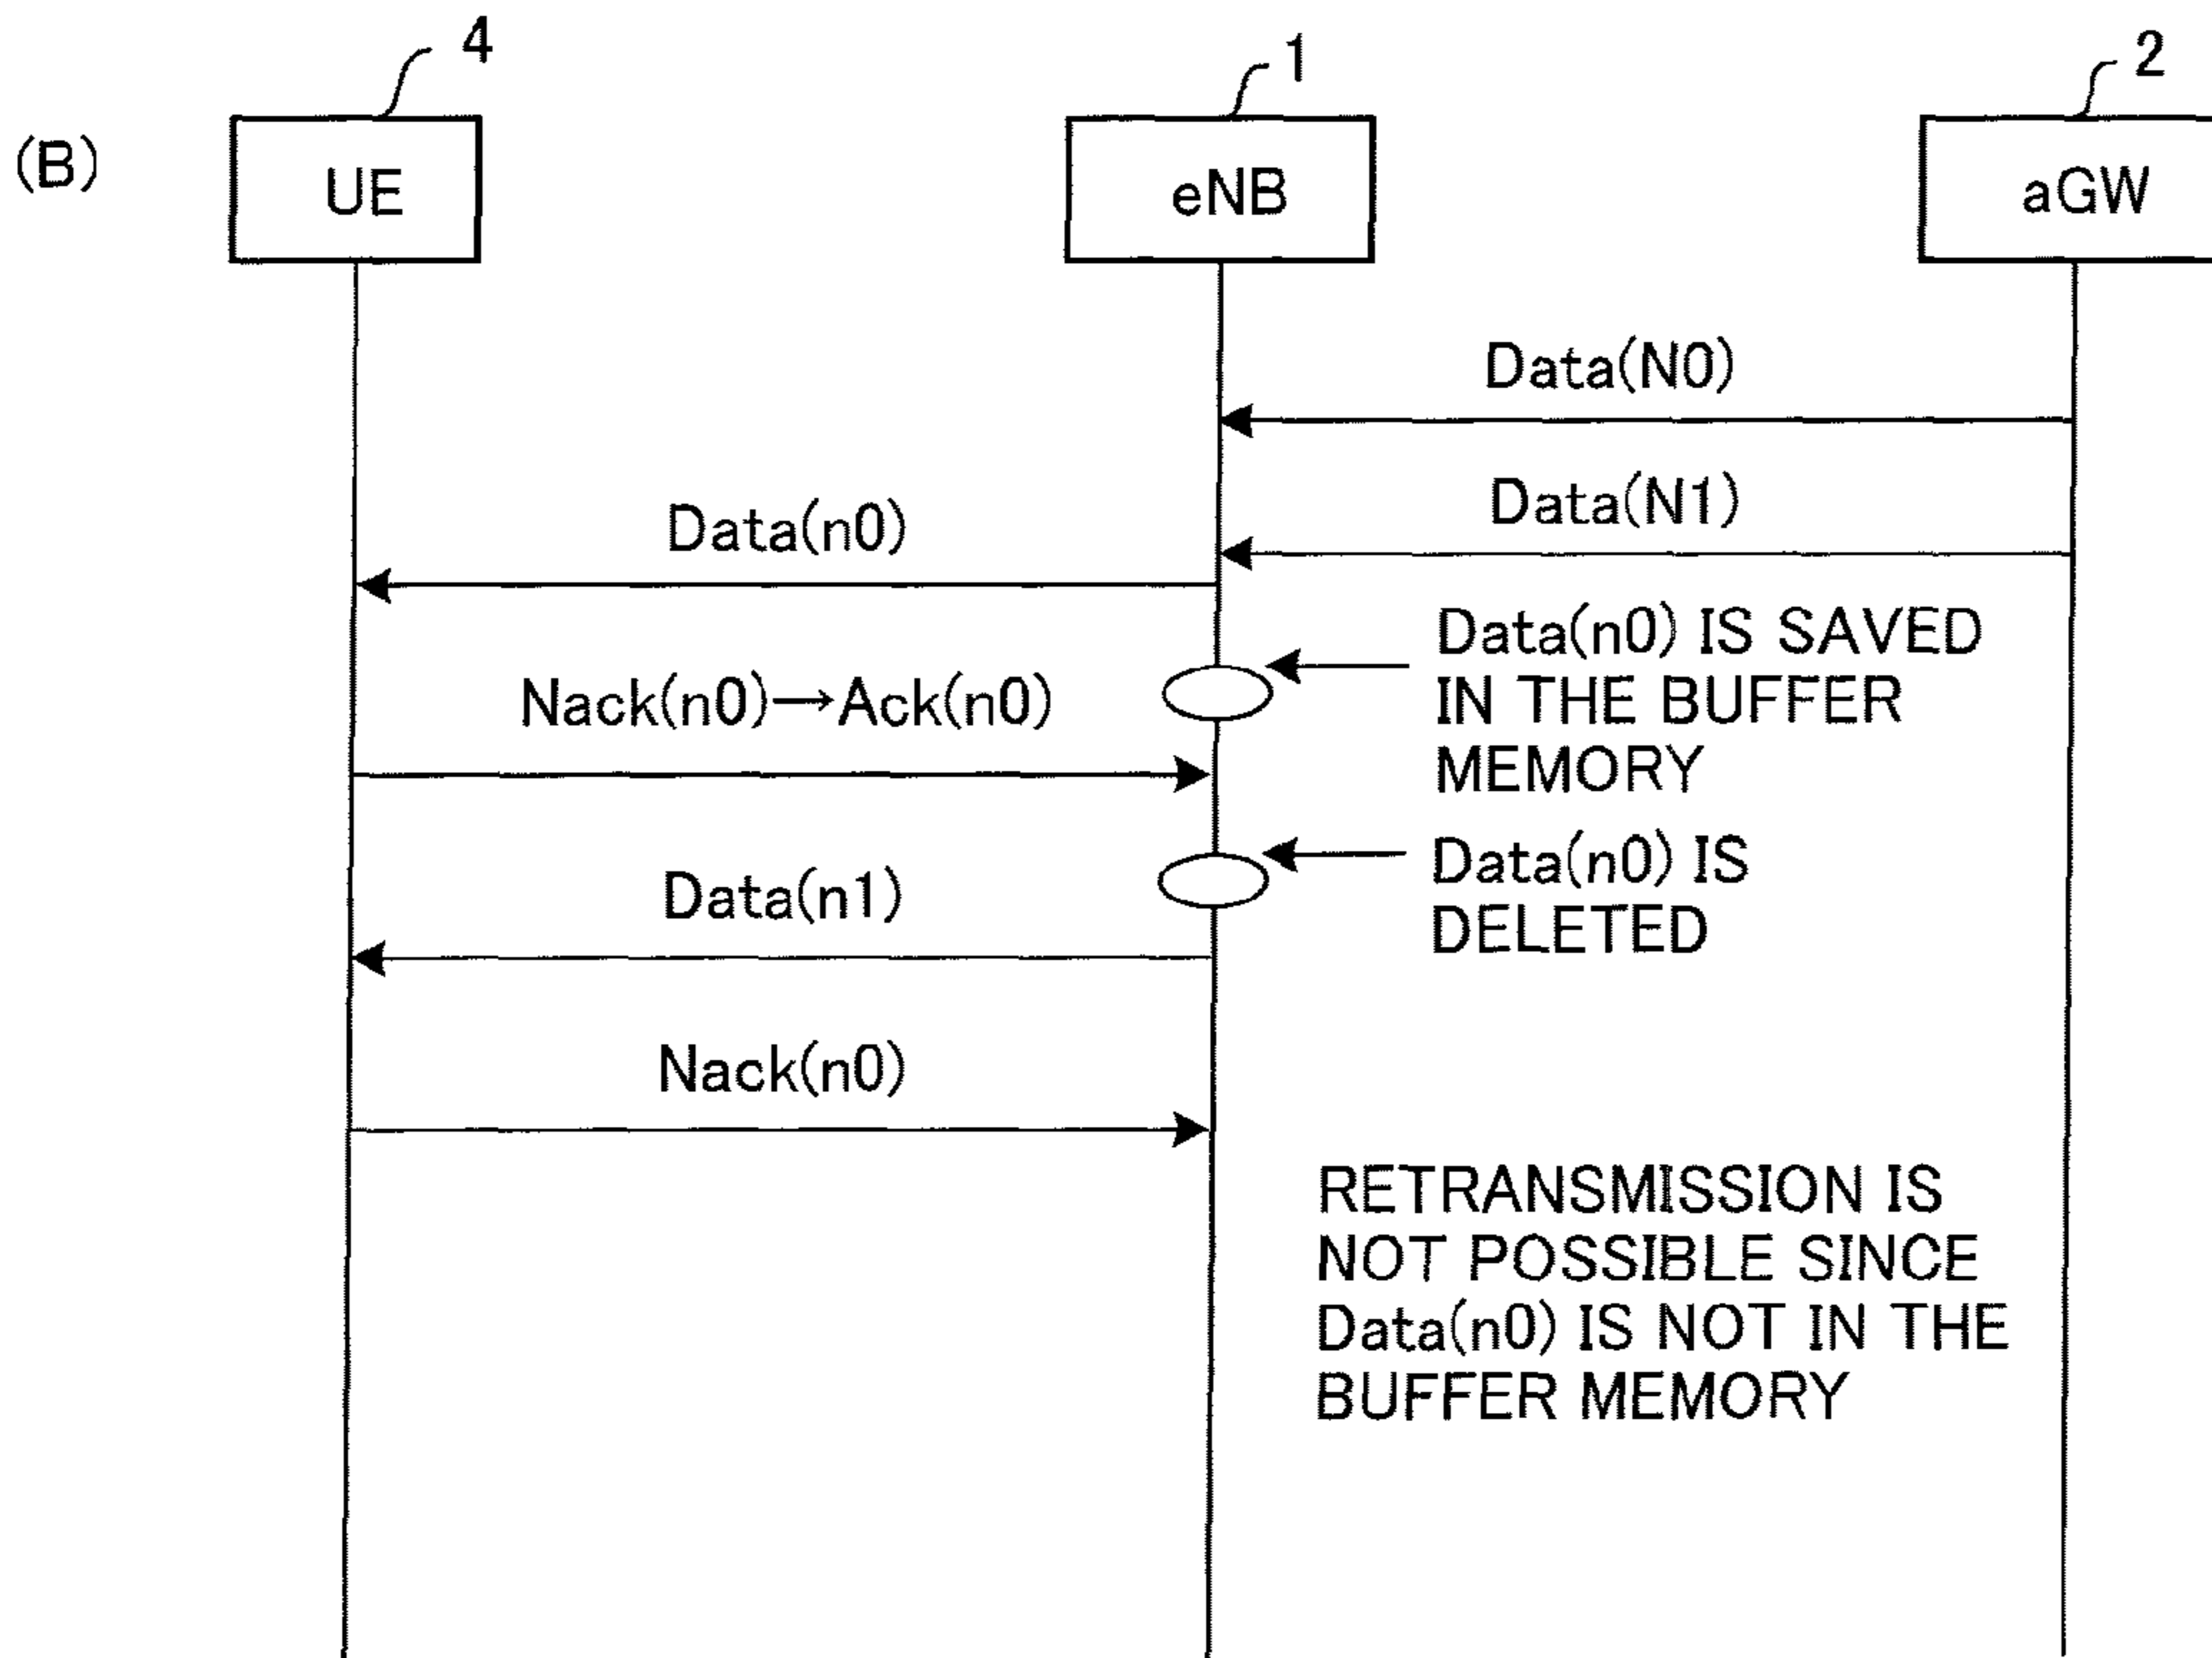 4
1
2
(B)
UE
eNB
aGW
Data(N0)
Data(N1)
Data(n0)
Data(n0) IS SAVED
IN THE BUFFER
MEMORY
Nack(n0)→Ack(n0)
Data(n0) IS
DELETED
Data(n1)
Nack(n0)
RETRANSMISSION IS
NOT POSSIBLE SINCE
Data(n0) IS NOT IN THE
BUFFER MEMORY